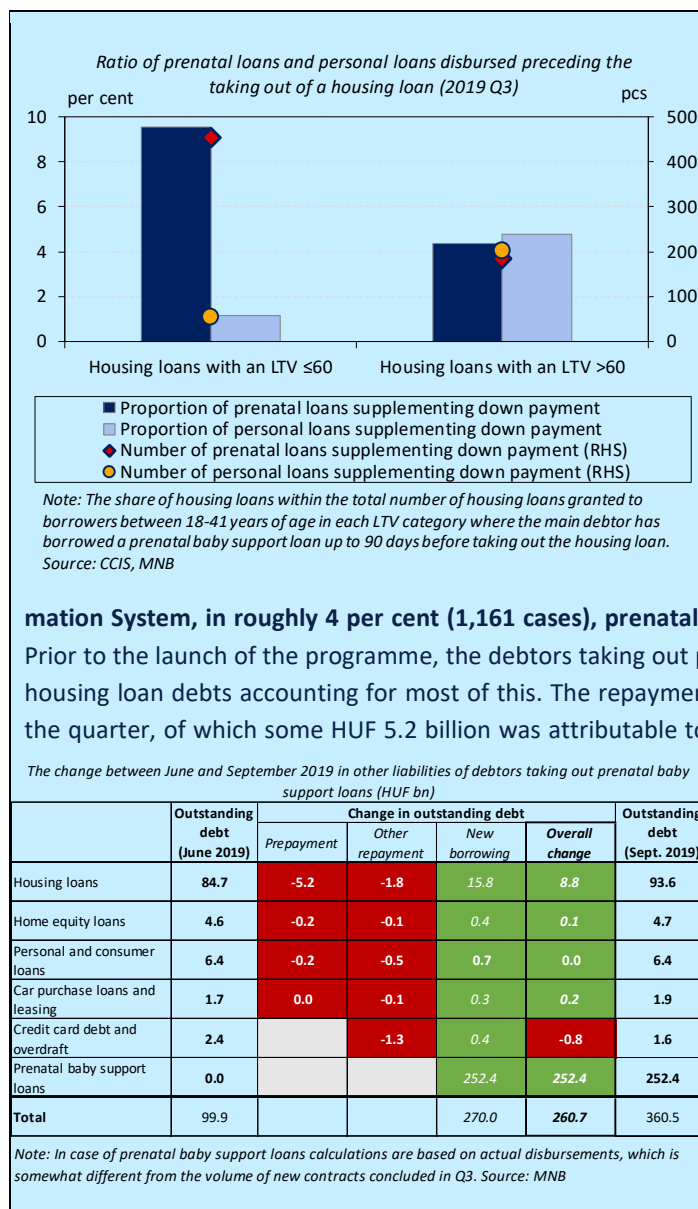 Ratio of prenatal loans and personal loans disbursed preceding the
taking out of a housing loan (2019 Q3)
per cent
pcs
10
8
6
4
2
0
500
400
300
200
100
0
Housing loans with an LTV ≤60
Housing loans with an LTV >60
Proportion of prenatal loans supplementing down payment
Proportion of personal loans supplementing down payment
Number of prenatal loans supplementing down payment (RHS)
Number of personal loans supplementing down payment (RHS)
Note: The share of housing loans within the total number of housing loans granted to
borrowers between 18-41 years of age in each LTV category where the main debtor has
borrowed a prenatal baby support loan up to 90 days before taking out the housing loan.
Source: CCIS, MNB
mation System, in roughly 4 per cent (1,161 cases), prenatal
Prior to the launch of the programme, the debtors taking out
housing loan debts accounting for most of this. The repayme
the quarter, of which some HUF 5.2 billion was attributable to
The change between June and September 2019 in other liabilities of debtors taking out prenatal baby
support loans (HUF bn)
Outstanding debt (June 2019) Change in outstanding debt Outstanding debt (Sept. 2019)
Prepayment Other repayment New borrowing Overall change
Housing loans 84.7 -5.2 -1.8 15.8 8.8 93.6
Home equity loans 4.6 -0.2 -0.1 0.4 0.1 4.7
Personal and consumer loans 6.4 -0.2 -0.5 0.7 0.0 6.4
Car purchase loans and leasing 1.7 0.0 -0.1 0.3 0.2 1.9
Credit card debt and overdraft 2.4 -1.3 0.4 -0.8 1.6
Prenatal baby support loans 0.0 252.4 252.4 252.4
Total 99.9 270.0 260.7 360.5
Note: In case of prenatal baby support loans calculations are based on actual disbursements, which is
somewhat different from the volume of new contracts concluded in Q3. Source: MNB